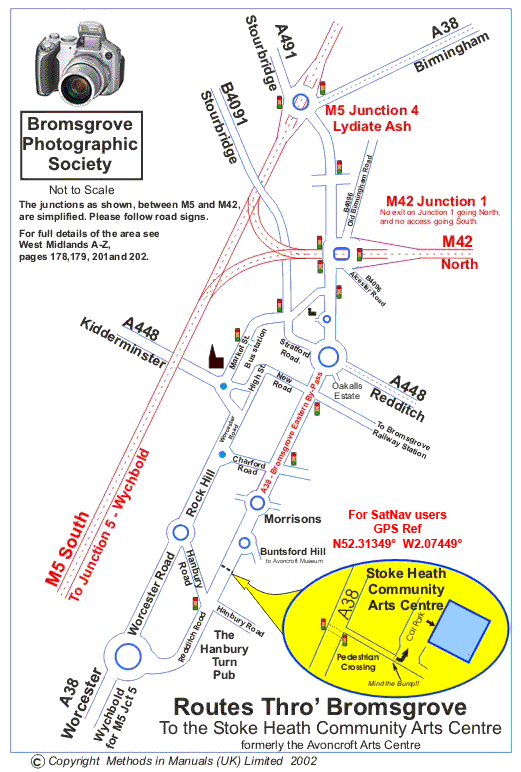 A491
Stourbridge
A38
Birmingham
B4091
Stourbridge
M5 Junction 4
Lydiate Ash
Bromsgrove
Photographic
Society
Not to Scale
The junctions as shown, between M5 and M42,
are simplified. Please follow road signs.
For full details of the area see
West Midlands A-Z,
pages 178,179, 201and 202.
B4096
Old Birmingham Road
M42 Junction 1
No exit on Junction 1 going North,
and no access going South.
M42
North
B4096
Alcester Road
A448
Kidderminster
Market St.
Bus station
Stratford
Road.
High St.
New
Road
Oakalls
Estate
A448
Redditch
To Bromsgrove
Railway Station
Worcester
Road
Charford
Road
A38 - Bromsgrove Eastern By-Pass
Rock Hill
M5 South
To Junction 5 - Wychbold
Morrisons
For SatNav users
GPS Ref
N52.31349° W2.07449°
Buntsford Hill
to Avoncroft Museum
Hanbury
Road
Worcester Road
Redditch Road
Hanbury Road
The
Hanbury
Turn
Pub
Stoke Heath
Community
Arts Centre
A38
Car Park
Pedestrian
Crossing
Mind the Bump!!
A38
Worcester
Wychbold
for M5 Jct 5
Routes Thro' Bromsgrove
To the Stoke Heath Community Arts Centre
formerly the Avoncroft Arts Centre
© Copyright Methods in Manuals (UK) Limited 2002